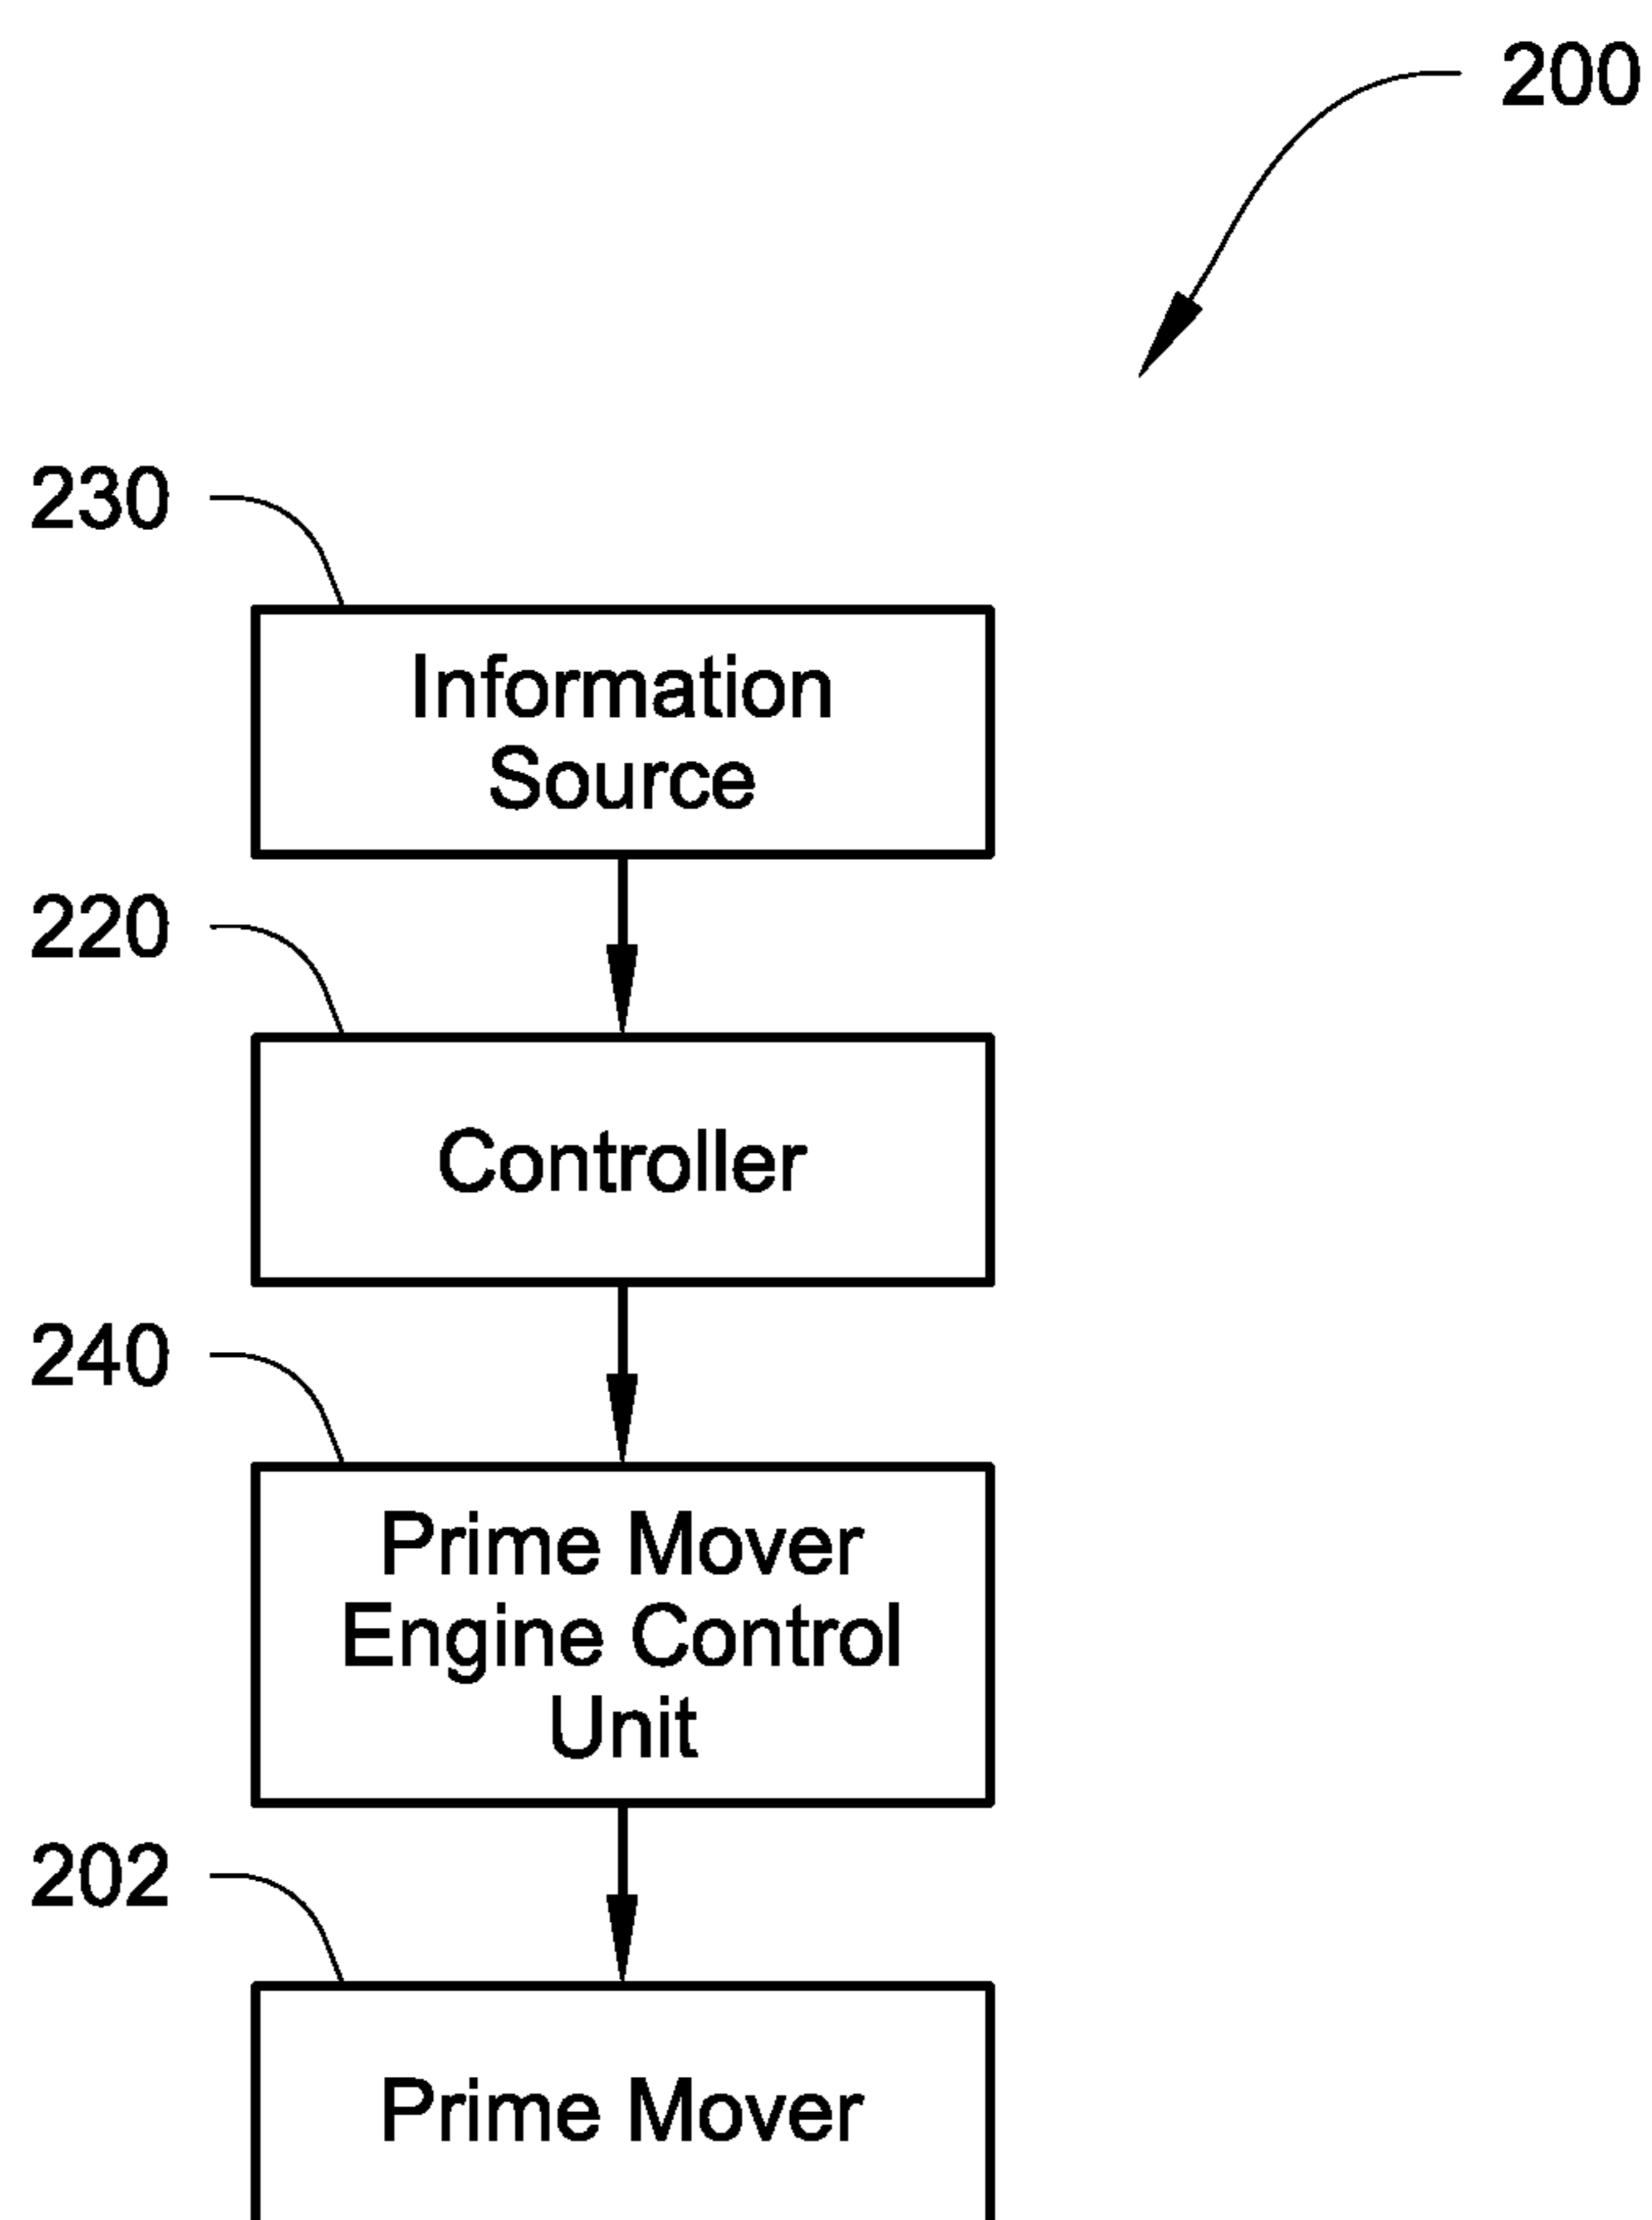 200
230
Information
Source
220
Controller
240
Prime Mover
Engine Control
Unit
202
Prime Mover